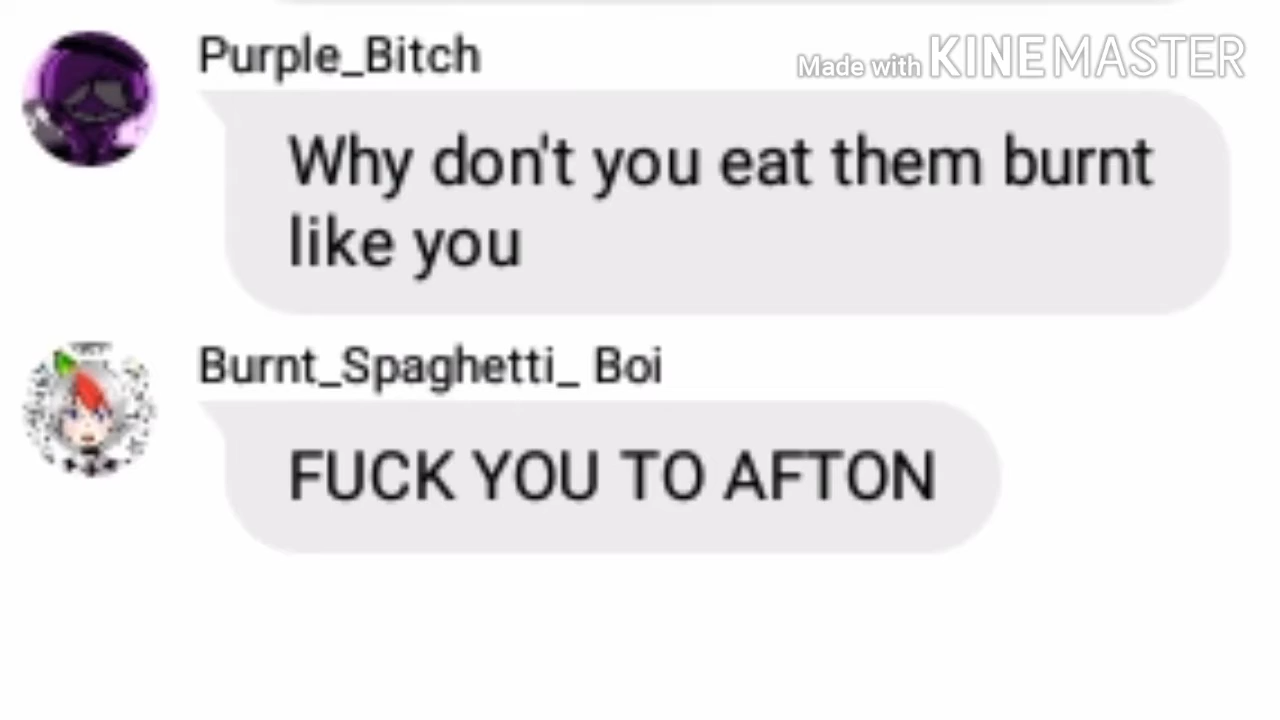 Purple_Bitch
Made with KINEMASTER
Why don't you eat them burnt
like you
Burnt_Spaghetti_ Boi
FUCK YOU TO AFTON